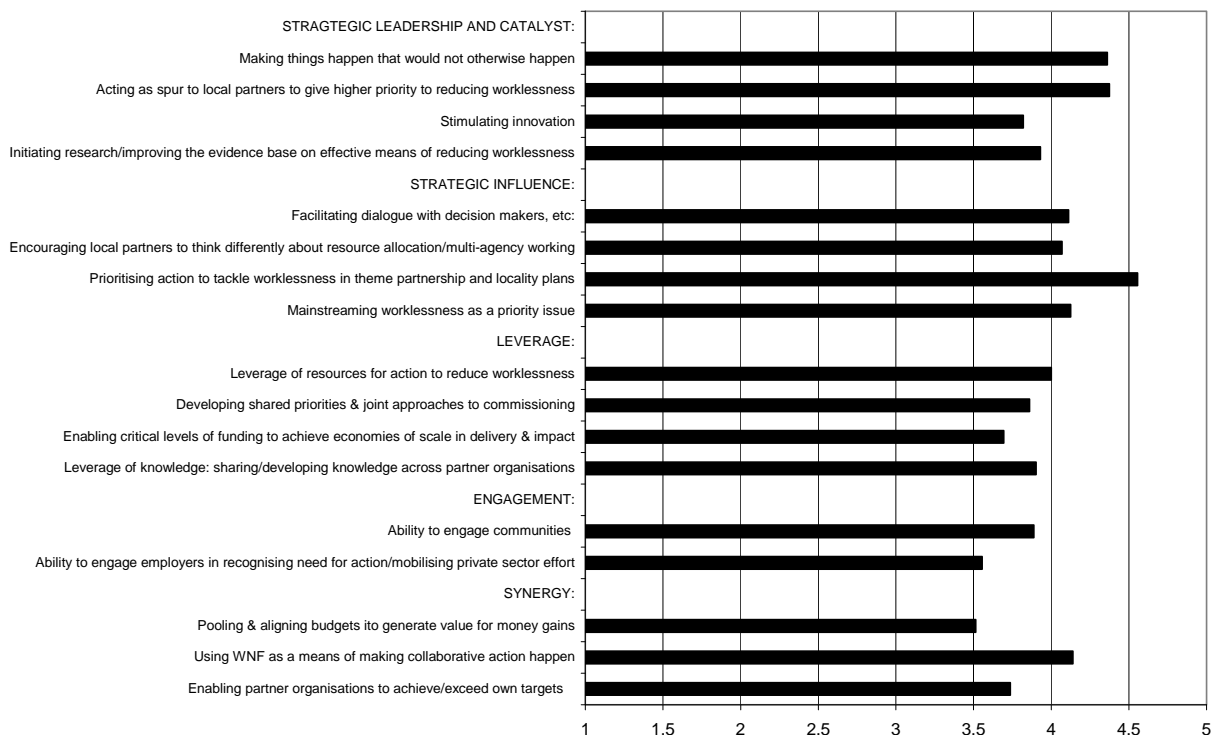 STRAGTEGIC LEADERSHIP AND CATALYST:
Making things happen that would not otherwise happen
Acting as spur to local partners to give higher priority to reducing worklessness
Stimulating innovation
Initiating research/improving the evidence base on effective means of reducing worklessness
STRATEGIC INFLUENCE:
Facilitating dialogue with decision makers, etc:
Encouraging local partners to think differently about resource allocation/multi-agency working
Prioritising action to tackle worklessness in theme partnership and locality plans
Mainstreaming worklessness as a priority issue
LEVERAGE:
Leverage of resources for action to reduce worklessness
Developing shared priorities & joint approaches to commissioning
Enabling critical levels of funding to achieve economies of scale in delivery & impact
Leverage of knowledge: sharing/developing knowledge across partner organisations
ENGAGEMENT:
Ability to engage communities
Ability to engage employers in recognising need for action/mobilising private sector effort
SYNERGY:
Pooling & aligning budgets ito generate value for money gains
Using WNF as a means of making collaborative action happen
Enabling partner organisations to achieve/exceed own targets
1 1.5 2 2.5 3 3.5 4 4.5 5